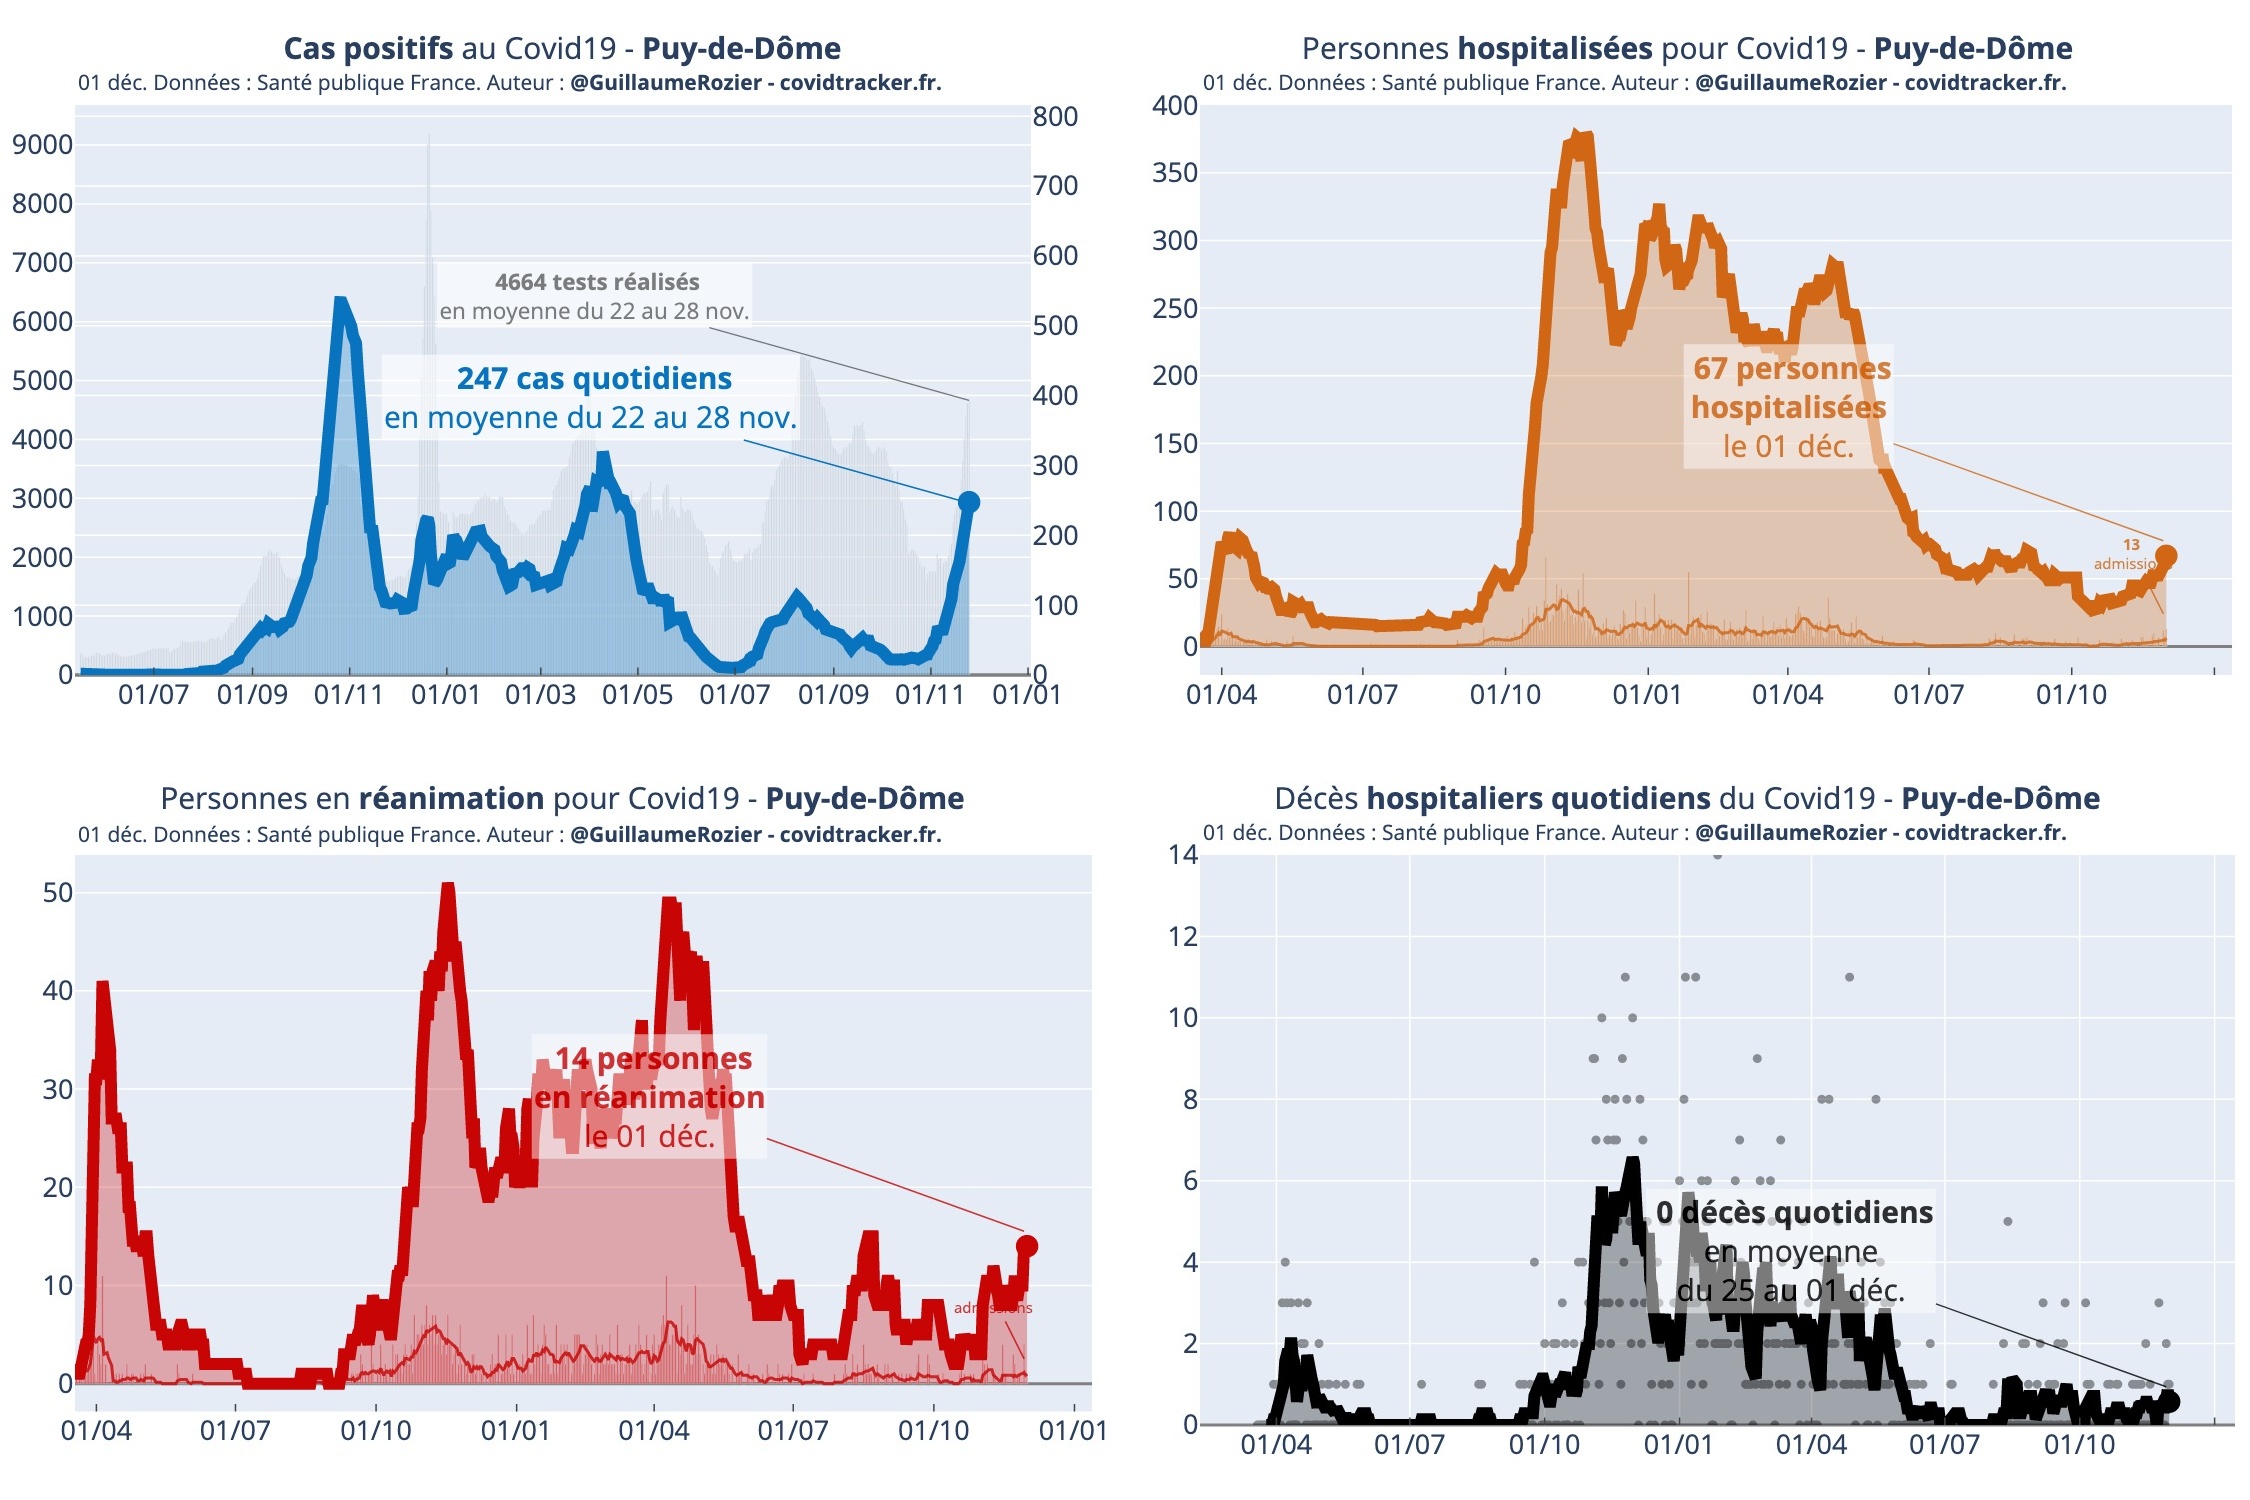 Cas positifs au Covid19 - Puy-de-Dôme
01 déc. Données : Santé publique France. Auteur : @GuillaumeRozier - covidtracker.fr.
9000
8000
7000
6000
5000
4000
3000
2000
1000
0
800
700
600
500
400
300
200
100
0
4664 tests réalisés
en moyenne du 22 au 28 nov.
247 cas quotidiens
en moyenne du 22 au 28 nov.
01/07 01/09 01/11 01/01 01/03 01/05 01/07 01/09 01/11 01/01
Personnes hospitalisées pour Covid19 - Puy-de-Dôme
01 déc. Données : Santé publique France. Auteur : @GuillaumeRozier - covidtracker.fr.
400
350
300
250
200
150
100
50
0
67 personnes
hospitalisées
le 01 déc.
13
admissio
01/04 01/07 01/10 01/01 01/04 01/07 01/10
Personnes en réanimation pour Covid19 - Puy-de-Dôme
01 déc. Données : Santé publique France. Auteur : @GuillaumeRozier - covidtracker.fr.
50
40
30
20
10
0
14 personnes
en réanimation
le 01 déc.
admissions
01/04 01/07 01/10 01/01 01/04 01/07 01/10 01/01
Décès hospitaliers quotidiens du Covid19 - Puy-de-Dôme
01 déc. Données : Santé publique France. Auteur : @GuillaumeRozier - covidtracker.fr.
14
12
10
8
6
4
2
0
0 décès quotidiens
en moyenne
du 25 au 01 déc.
01/04 01/07 01/10 01/01 01/04 01/07 01/10